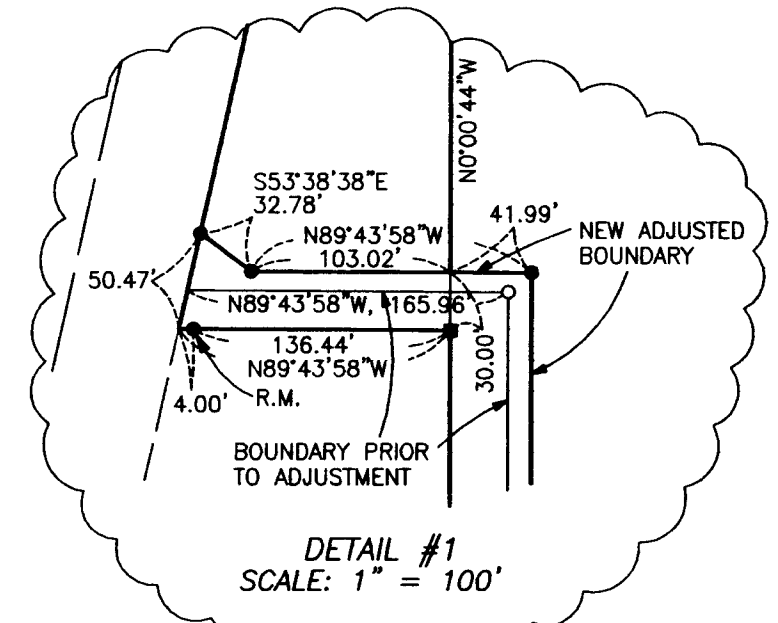 N0°00'44"W
S53°38'38"E
32.78'
41.99'
N89°43'58"W
103.02'
NEW ADJUSTED
BOUNDARY
50.47'
N89°43'58"W, 165.96'
136.44'
N89°43'58"W
30.00'
4.00'
R.M.
BOUNDARY PRIOR
TO ADJUSTMENT
DETAIL #1
SCALE: 1" = 100'